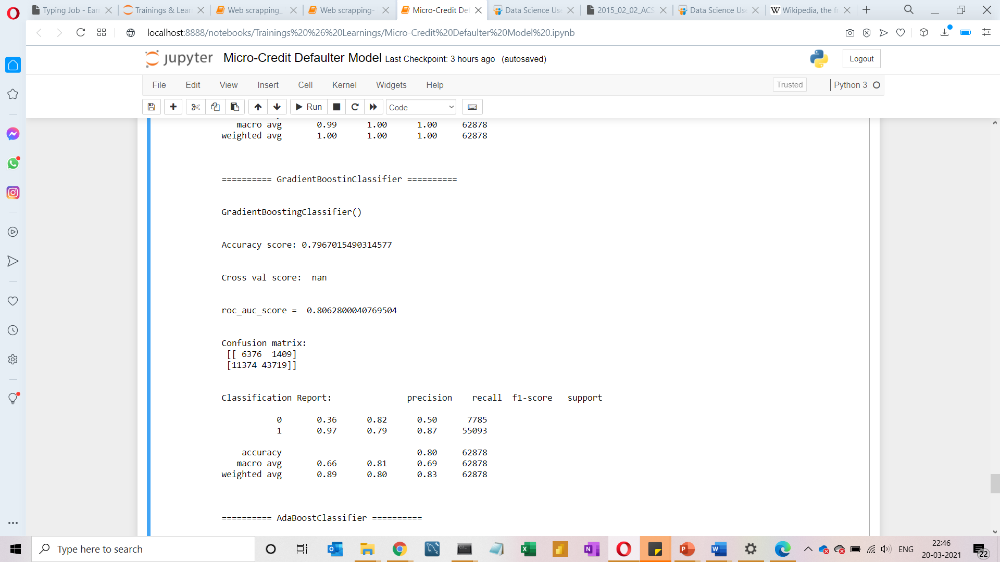 Typing Job - Ear
Trainings & Lear
Web scrapping_
Web scrapping-
Micro-Credit De
Data Science Us
2015_02_02_ACS
Data Science Us
Wikipedia, the f
localhost:8888/notebooks/Trainings%20%26%20Learnings/Micro-Credit%20Defaulter%20Model%20.ipynb
jupyter Micro-Credit Defaulter Model Last Checkpoint: 3 hours ago (autosaved)
Logout
File Edit View Insert Cell Kernel Widgets Help
Trusted
Python 3
Run
Code
macro avg 0.99 1.00 1.00 62878
weighted avg 1.00 1.00 1.00 62878
========== GradientBoostinClassifier ==========
GradientBoostingClassifier()
Accuracy score: 0.7967015490314577
Cross val score: nan
roc_auc_score = 0.8062800040769504
Confusion matrix:
[[ 6376 1409]
[11374 43719]]
Classification Report: precision recall f1-score support
0 0.36 0.82 0.50 7785
1 0.97 0.79 0.87 55093
accuracy 0.80 62878
macro avg 0.66 0.81 0.69 62878
weighted avg 0.89 0.80 0.83 62878
========== AdaBoostClassifier ==========
Type here to search
ENG
22:46
20-03-2021
22